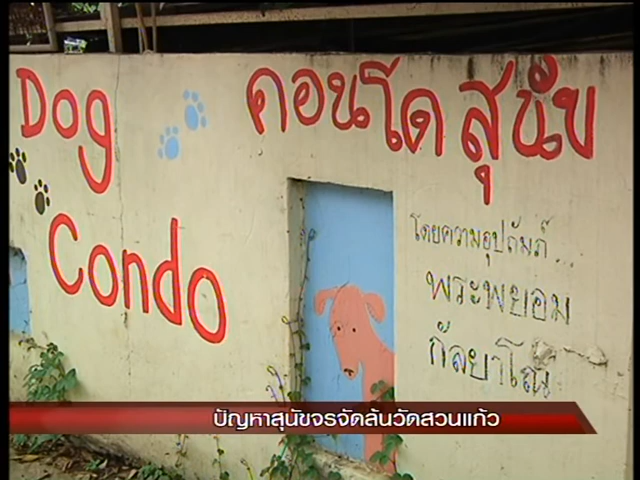 Dog
Condo
คอนโด สุนัข
โดยความอุปถัมภ์...
พระพยอม
กัลยาโณ
ปัญหาสุนัขจรจัดล้นวัดสวนแก้ว